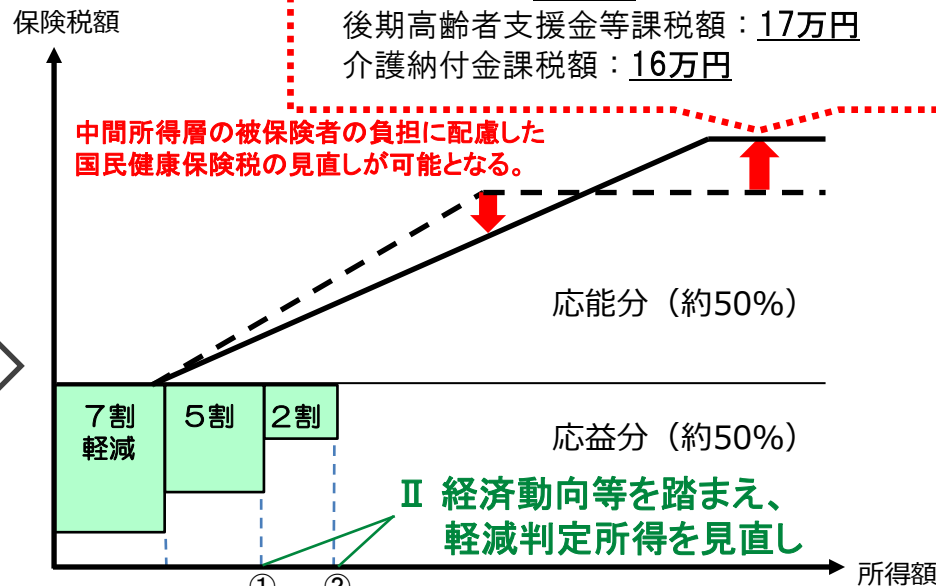 保険税額
後期高齢者支援金等課税額：17万円
介護納付金課税額：16万円
中間所得層の被保険者の負担に配慮した
国民健康保険税の見直しが可能となる。
応能分（約50%）
7割
軽減
5割
2割
応益分（約50%）
Ⅱ 経済動向等を踏まえ、
軽減判定所得を見直し
① ②
所得額